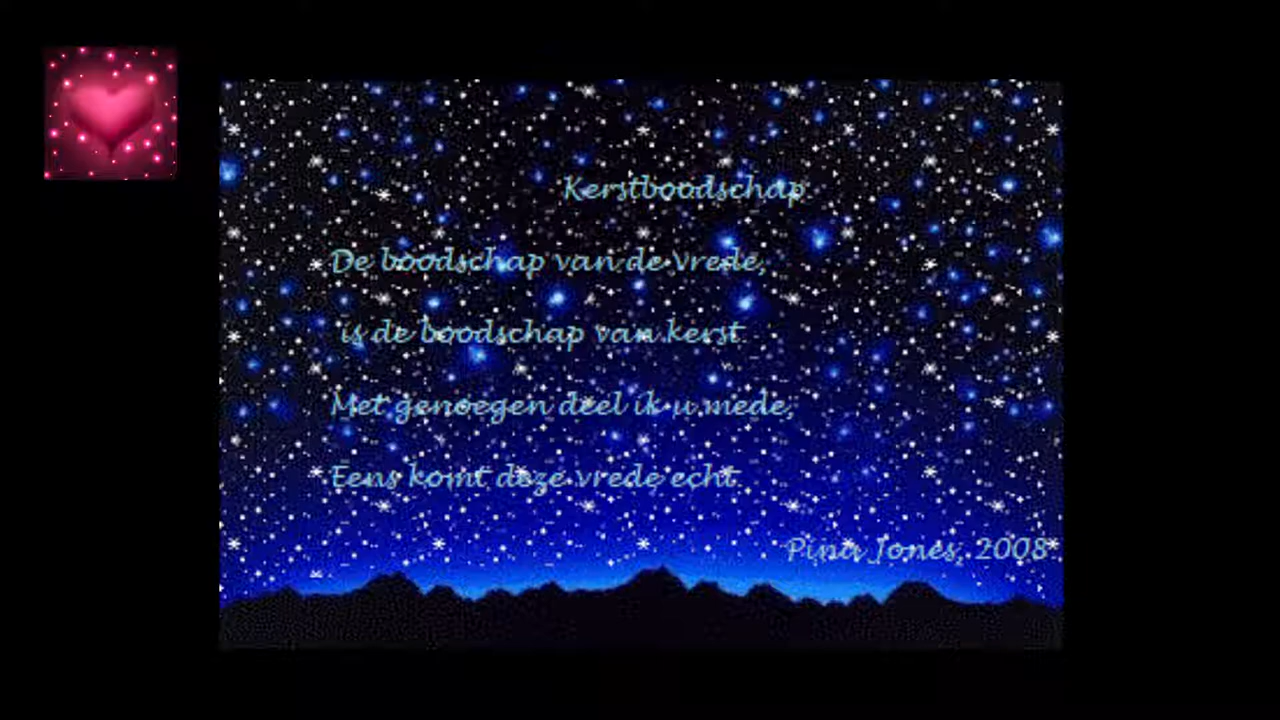 Kerstboodschap
De boodschap van de vrede,
is de boodschap van kerst
Met genoegen deel ik u mede,
Eens komt deze vrede echt
Pina Jones, 2008